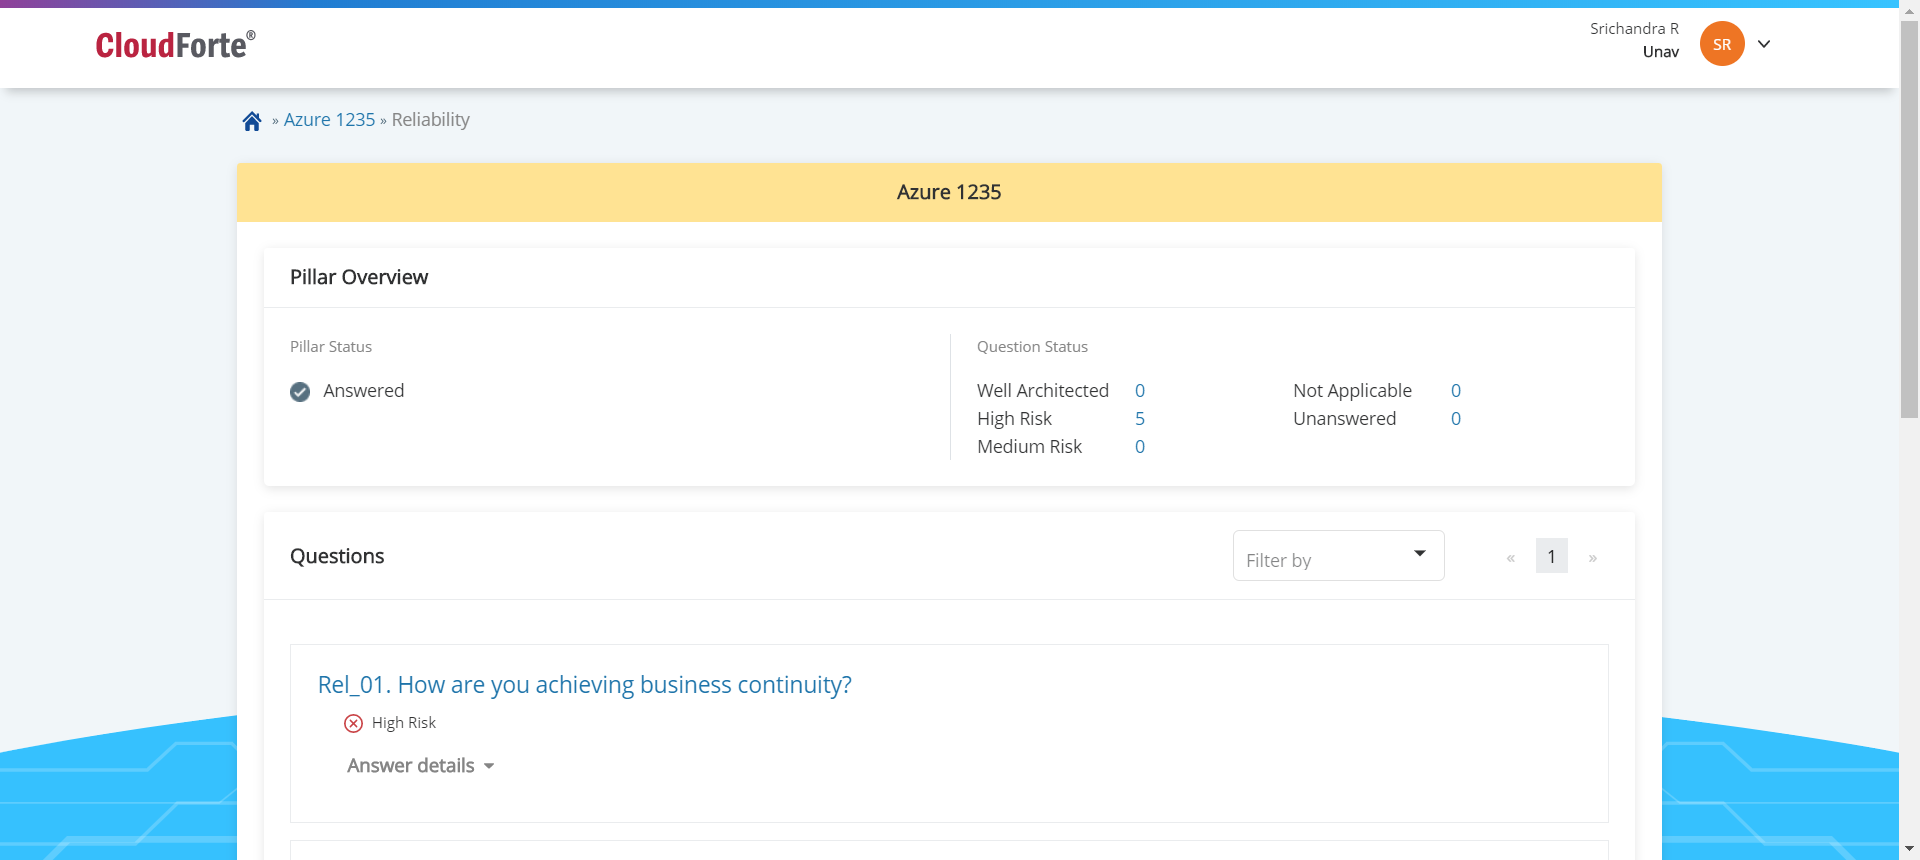 CloudForte®
Srichandra R
Unav
SR
» Azure 1235 » Reliability
Azure 1235
Pillar Overview
Pillar Status
Answered
Question Status
Well Architected 0
High Risk 5
Medium Risk 0
Not Applicable 0
Unanswered 0
Questions
Filter by
« 1 »
Rel_01. How are you achieving business continuity?
High Risk
Answer details